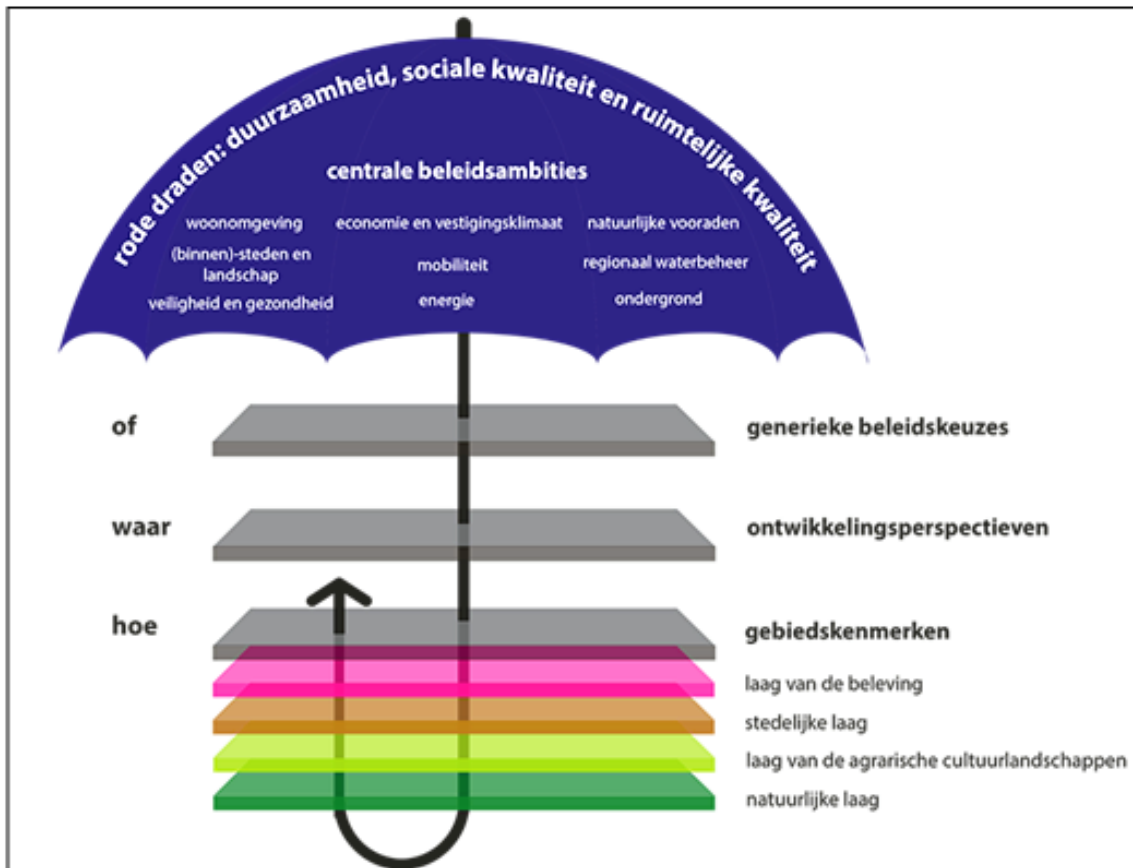 rode draden: duurzaamheid, sociale kwaliteit en ruimtelijke kwaliteit
centrale beleidsambities
woonomgeving
(binnen)-steden en
landschap
veiligheid en gezondheid
economie en vestigingsklimaat
mobiliteit
energie
natuurlijke vooraden
regionaal waterbeheer
ondergrond
of
generieke beleidskeuzes
waar
ontwikkelingsperspectieven
hoe
gebiedskenmerken
laag van de beleving
stedelijke laag
laag van de agrarische cultuurlandschappen
natuurlijke laag